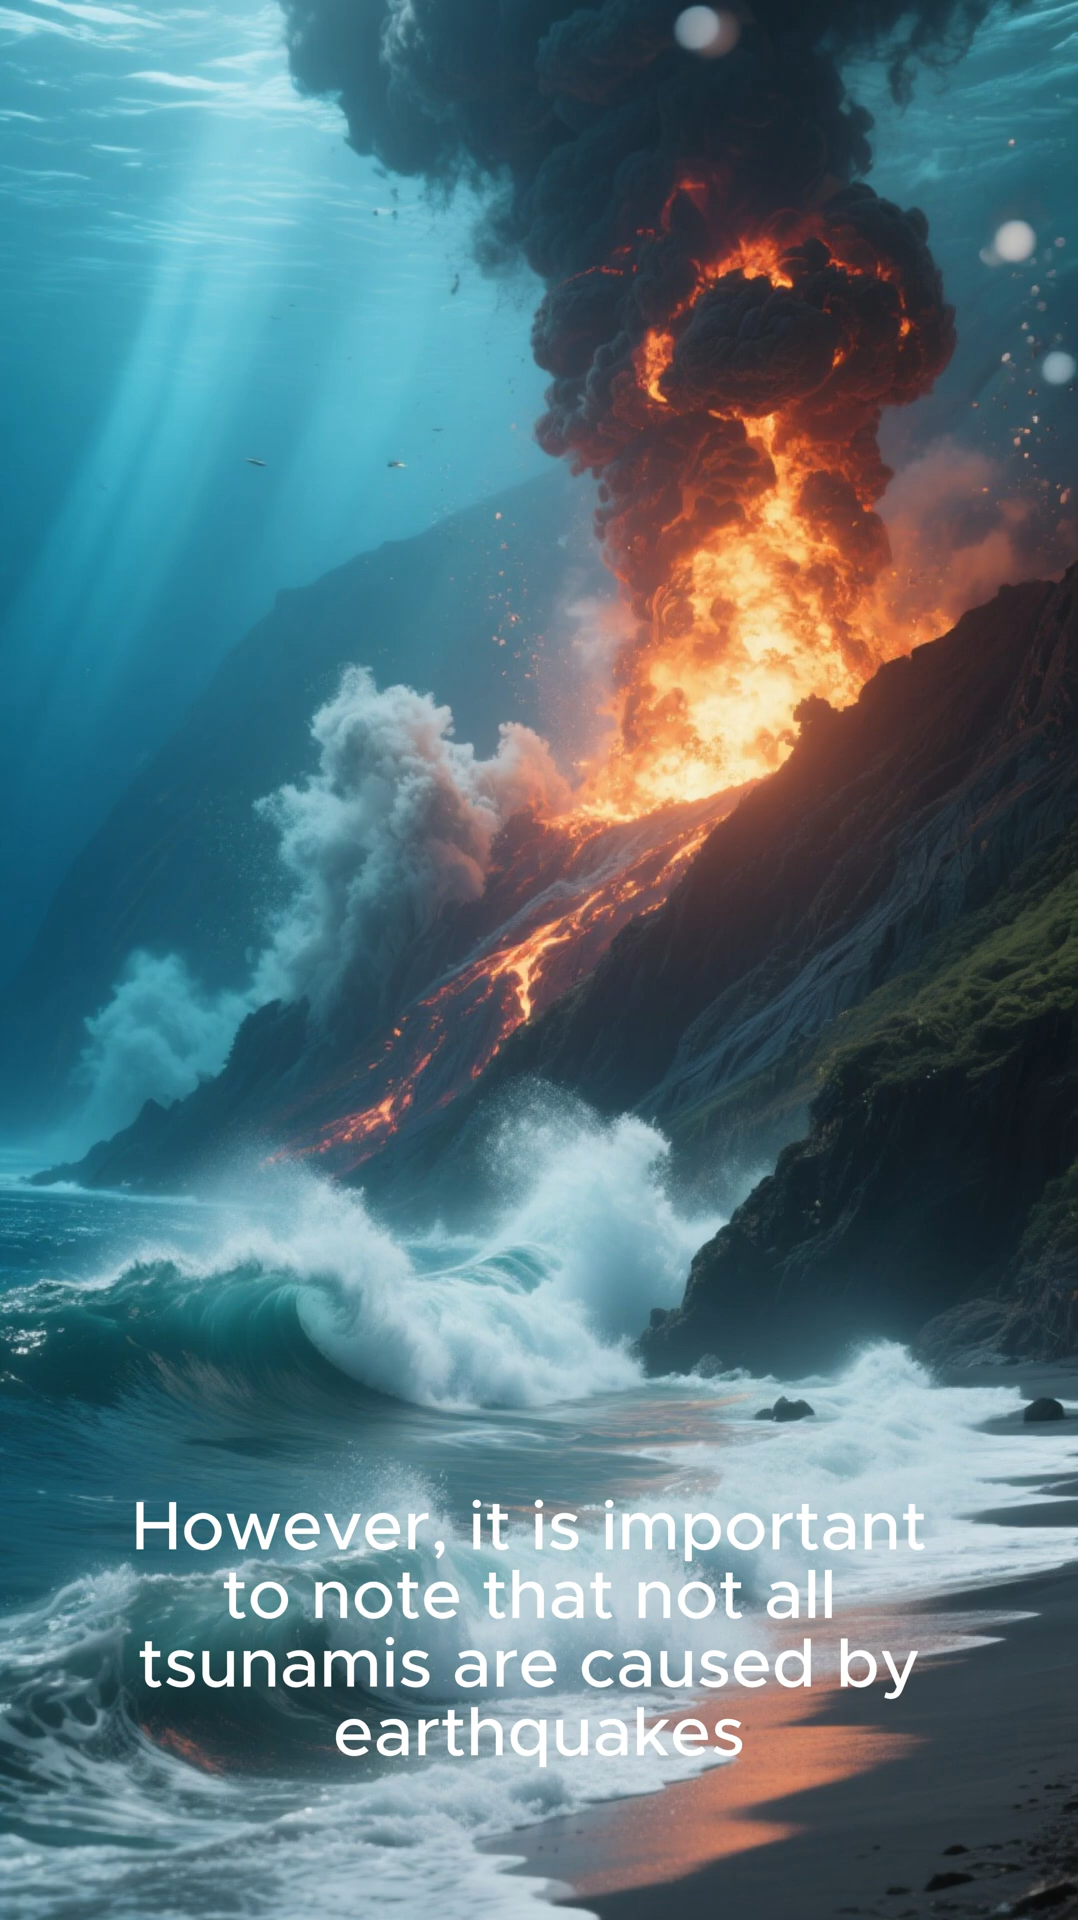 However, it is important
to note that not all
tsunamis are caused by
earthquakes